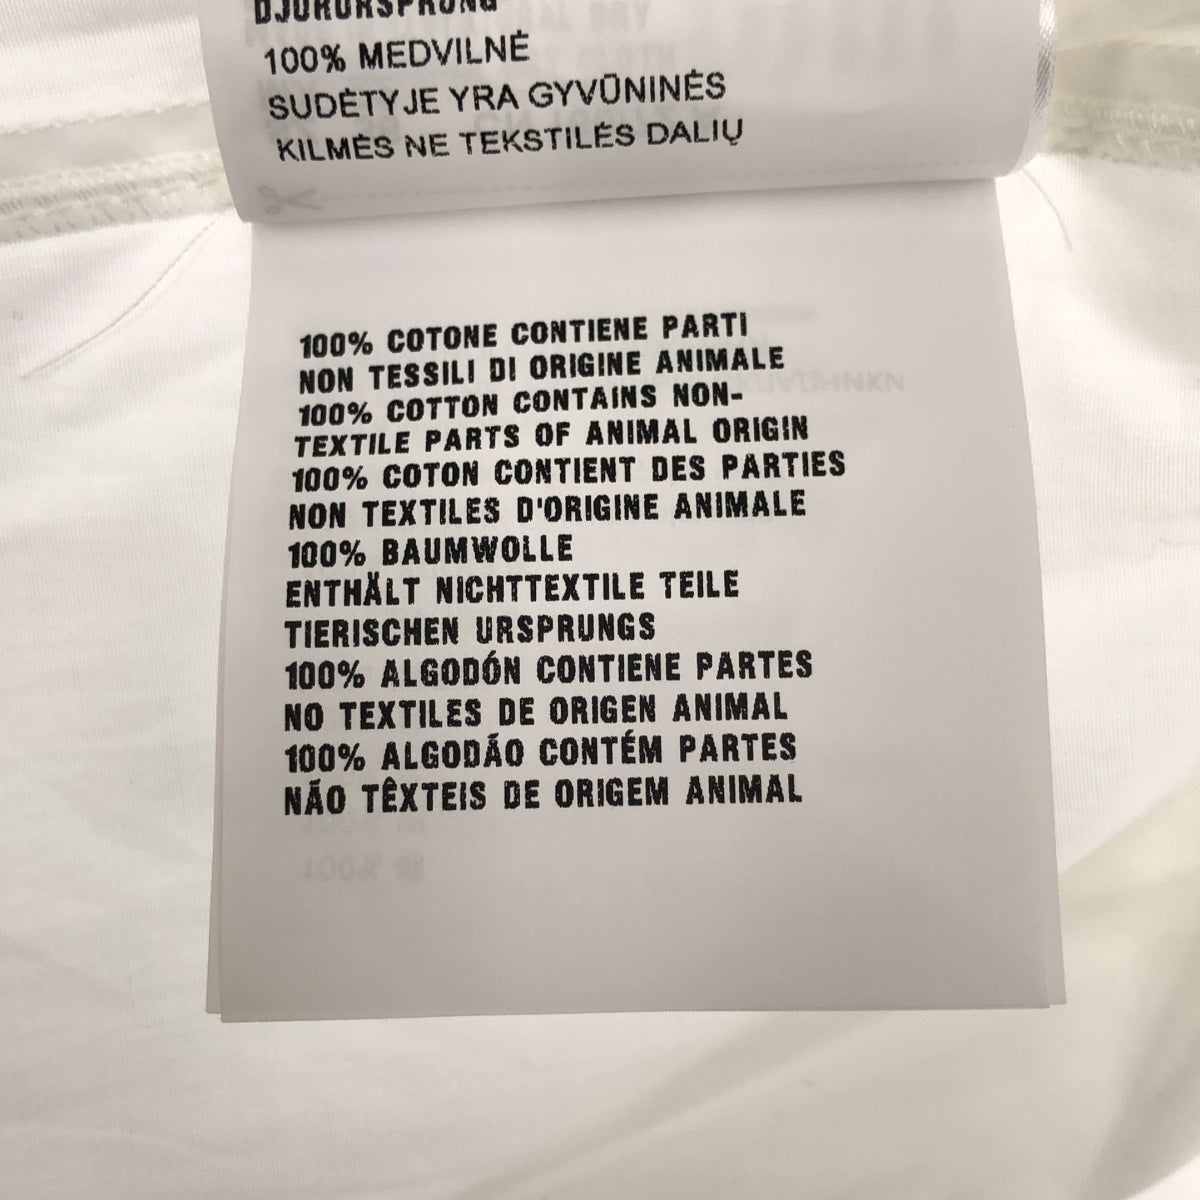 DJURURSPRUNG
100% MEDVILNĖ
SUDĖTYJE YRA GYVŪNINĖS
KILMĖS NE TEKSTILĖS DALIŲ
100% COTONE CONTIENE PARTI
NON TESSILI DI ORIGINE ANIMALE
100% COTTON CONTAINS NON-
TEXTILE PARTS OF ANIMAL ORIGIN
100% COTON CONTIENT DES PARTIES
NON TEXTILES D'ORIGINE ANIMALE
100% BAUMWOLLE
ENTHÄLT NICHTTEXTILE TEILE
TIERISCHEN URSPRUNGS
100% ALGODÓN CONTIENE PARTES
NO TEXTILES DE ORIGEN ANIMAL
100% ALGODÃO CONTÉM PARTES
NÃO TÊXTEIS DE ORIGEM ANIMAL